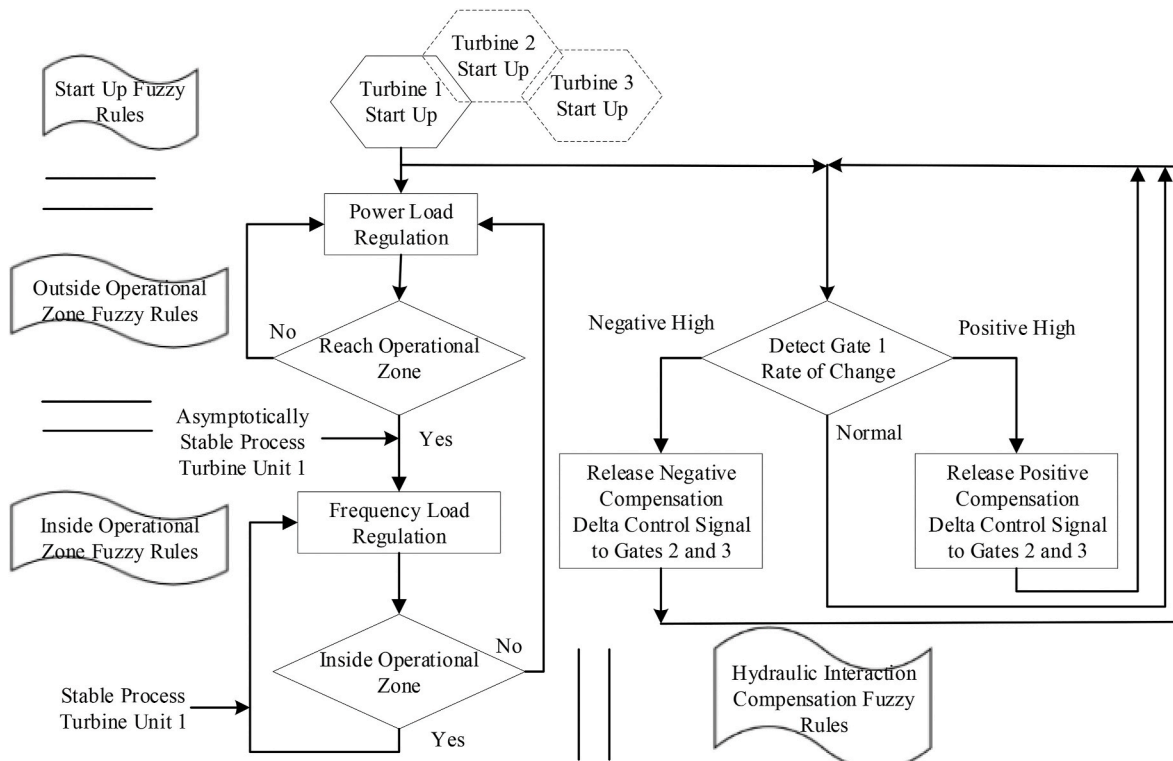 Turbine 2
Start Up
Turbine 1
Start Up
Turbine 3
Start Up
Start Up Fuzzy
Rules
Power Load
Regulation
Outside Operational
Zone Fuzzy Rules
No
Reach Operational
Zone
Negative High
Positive High
Detect Gate 1
Rate of Change
Normal
Asymptotically
Stable Process
Turbine Unit 1
Yes
Release Negative
Compensation
Delta Control Signal
to Gates 2 and 3
Release Positive
Compensation
Delta Control Signal
to Gates 2 and 3
Inside Operational
Zone Fuzzy Rules
Frequency Load
Regulation
No
Inside Operational
Zone
Stable Process
Turbine Unit 1
Yes
Hydraulic Interaction
Compensation Fuzzy
Rules